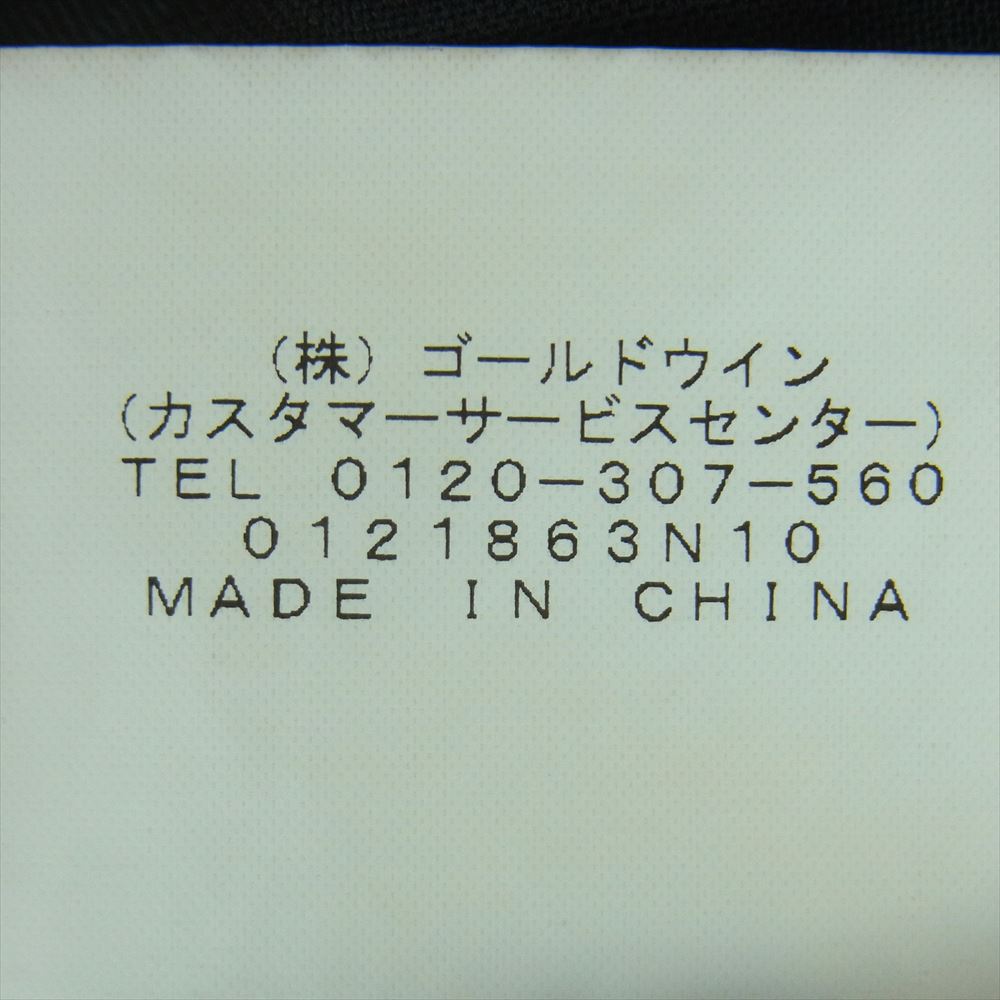 (株) ゴールドウイン
(カスタマーサービスセンター)
TEL 0120-307-560
0121863N10
MADE IN CHINA